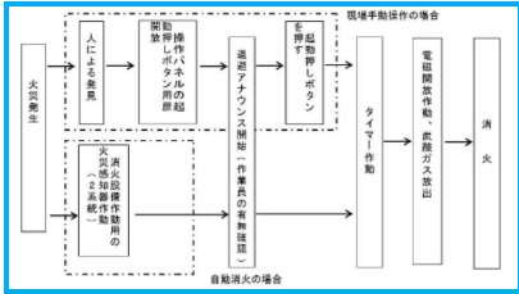 現場手動操作の場合
火災発生
人による発見
操作パネルの起
動押しボタン用扉
開放
退避アナウンス開始(作業員の有無確認)
起動押しボタン
を押す
タイマー作動
電磁開放作動、炭酸ガス放出
消火
消火設備作動用の
火災感知器作動
(2系統)
自動消火の場合